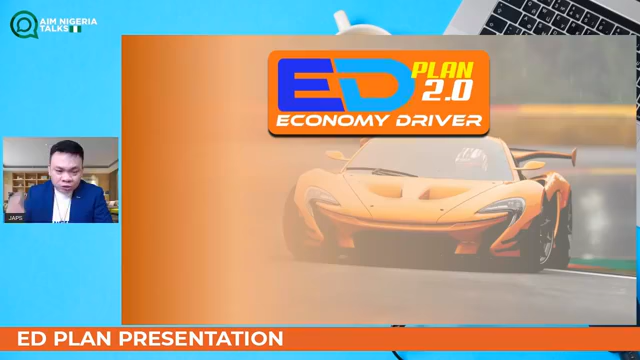 AIM NIGERIA
TALKS
ED PLAN
2.0
ECONOMY DRIVER
JAPS
ED PLAN PRESENTATION